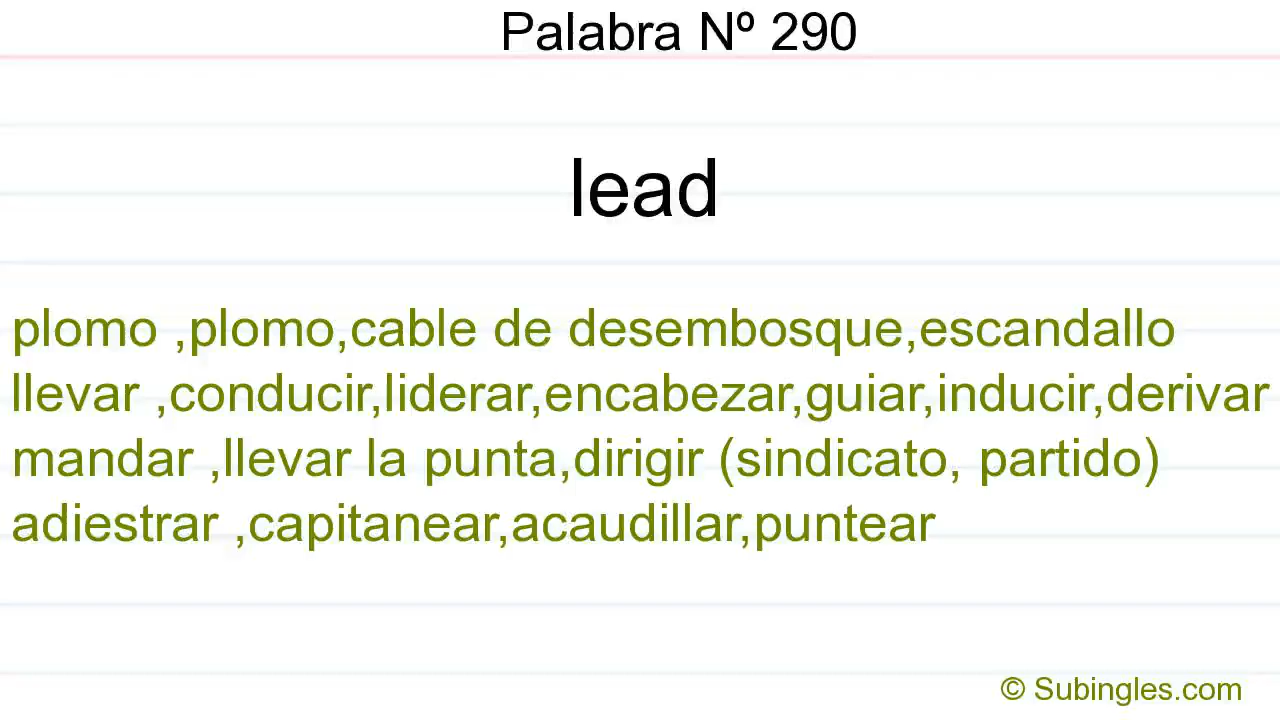 Palabra Nº 290
lead
plomo ,plomo,cable de desembosque,escandallo
llevar ,conducir,liderar,encabezar,guiar,inducir,derivar
mandar ,llevar la punta,dirigir (sindicato, partido)
adiestrar ,capitanear,acaudillar,puntear
© Subingles.com